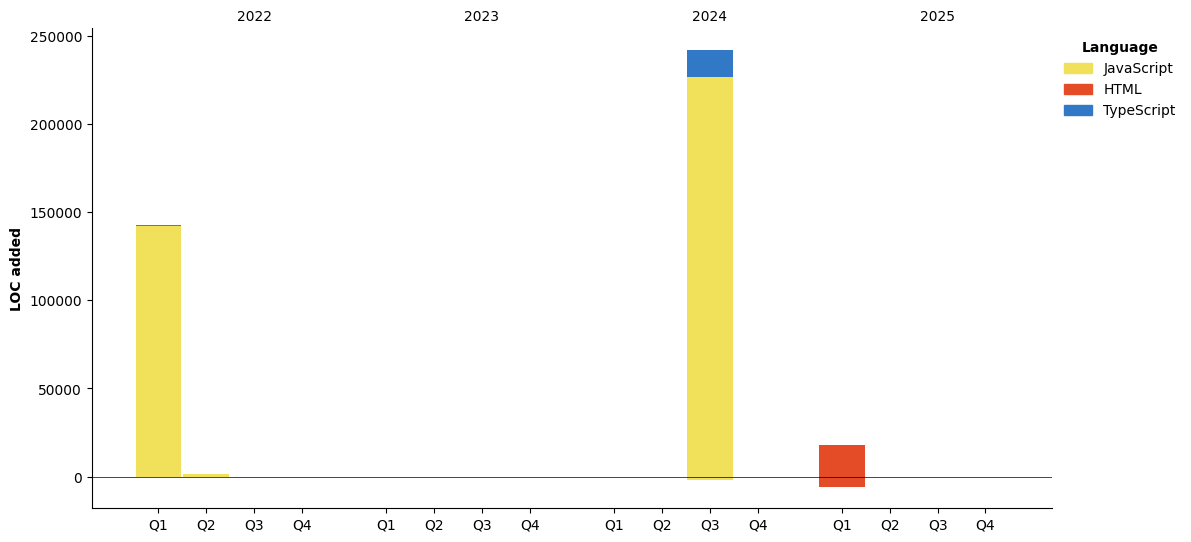 2022 2023 2024 2025
250000
200000
150000
100000
50000
0
LOC added
Q1 Q2 Q3 Q4 Q1 Q2 Q3 Q4 Q1 Q2 Q3 Q4 Q1 Q2 Q3 Q4
Language
JavaScript
HTML
TypeScript